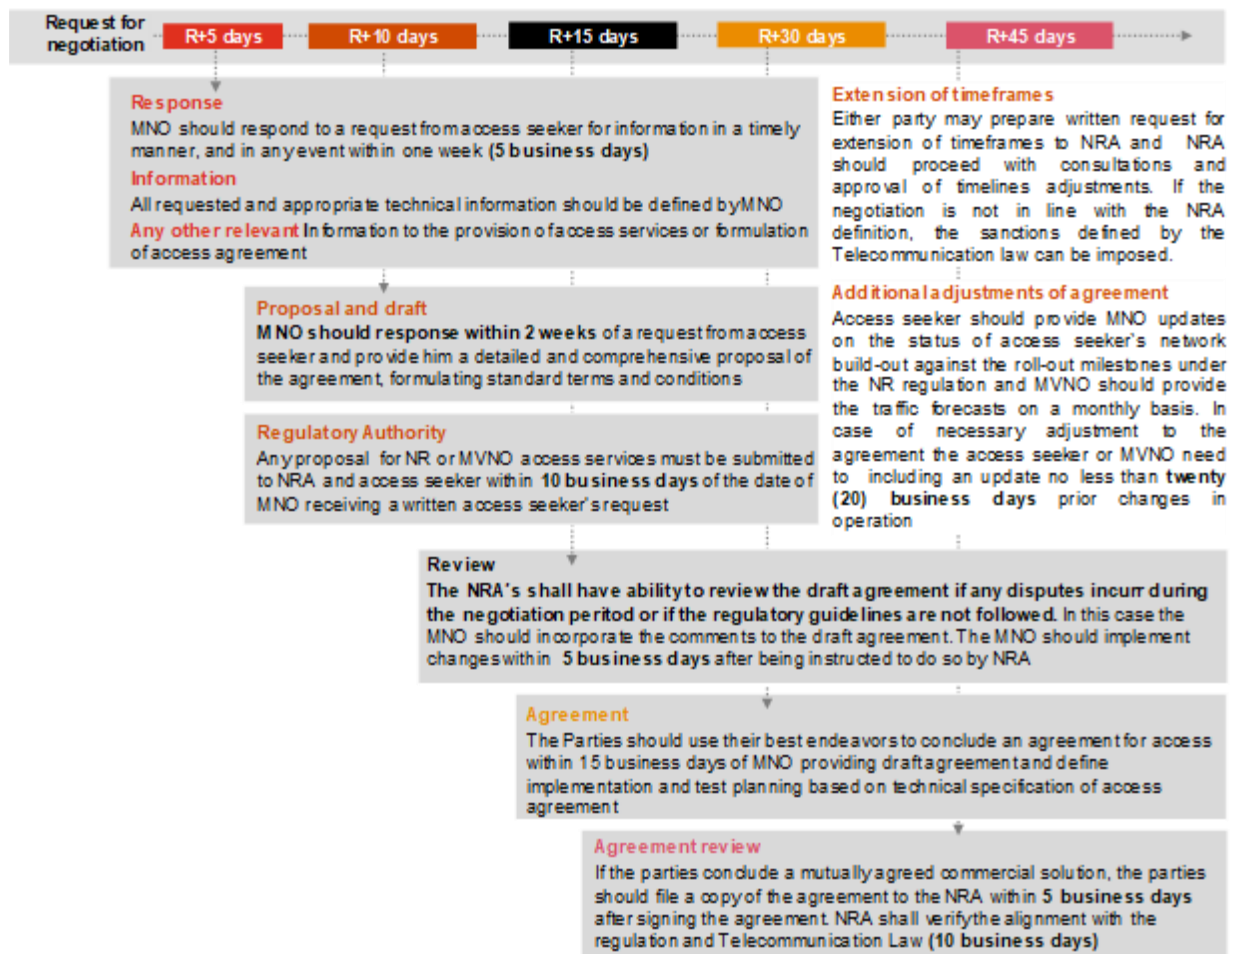 Request for
negotiation
R+5 days
R+10 days
R+15 days
R+30 days
R+45 days
Response
MNO should respond to a request from access seeker for information in a timely
manner, and in any event within one week (5 business days)
Information
All requested and appropriate technical information should be defined by MNO
Any other relevant Information to the provision of access services or formulation
of access agreement
Proposal and draft
MNO should response within 2 weeks of a request from access
seeker and provide him a detailed and comprehensive proposal of
the agreement, formulating standard terms and conditions
Regulatory Authority
Any proposal for NR or MVNO access services must be submitted
to NRA and access seeker within 10 business days of the date of
MNO receiving a written access seeker's request
Extension of timeframes
Either party may prepare written request for
extension of timeframes to NRA and NRA
should proceed with consultations and
approval of timelines adjustments. If the
negotiation is not in line with the NRA
definition, the sanctions defined by the
Telecommunication law can be imposed.
Additional adjustments of agreement
Access seeker should provide MNO updates
on the status of access seeker's network
build-out against the roll-out milestones under
the NR regulation and MVNO should provide
the traffic forecasts on a monthly basis. In
case of necessary adjustment to the
agreement the access seeker or MVNO need
to including an update no less than twenty
(20) business days prior changes in
operation
Review
The NRA's shall have ability to review the draft agreement if any disputes incurr during
the negotiation peritod or if the regulatory guidelines are not followed. In this case the
MNO should incorporate the comments to the draft agreement. The MNO should implement
changes within 5 business days after being instructed to do so by NRA
Agreement
The Parties should use their best endeavors to conclude an agreement for access
within 15 business days of MNO providing draft agreement and define
implementation and test planning based on technical specification of access
agreement
Agreement review
If the parties conclude a mutually agreed commercial solution, the parties
should file a copy of the agreement to the NRA within 5 business days
after signing the agreement. NRA shall verify the alignment with the
regulation and Telecommunication Law (10 business days)